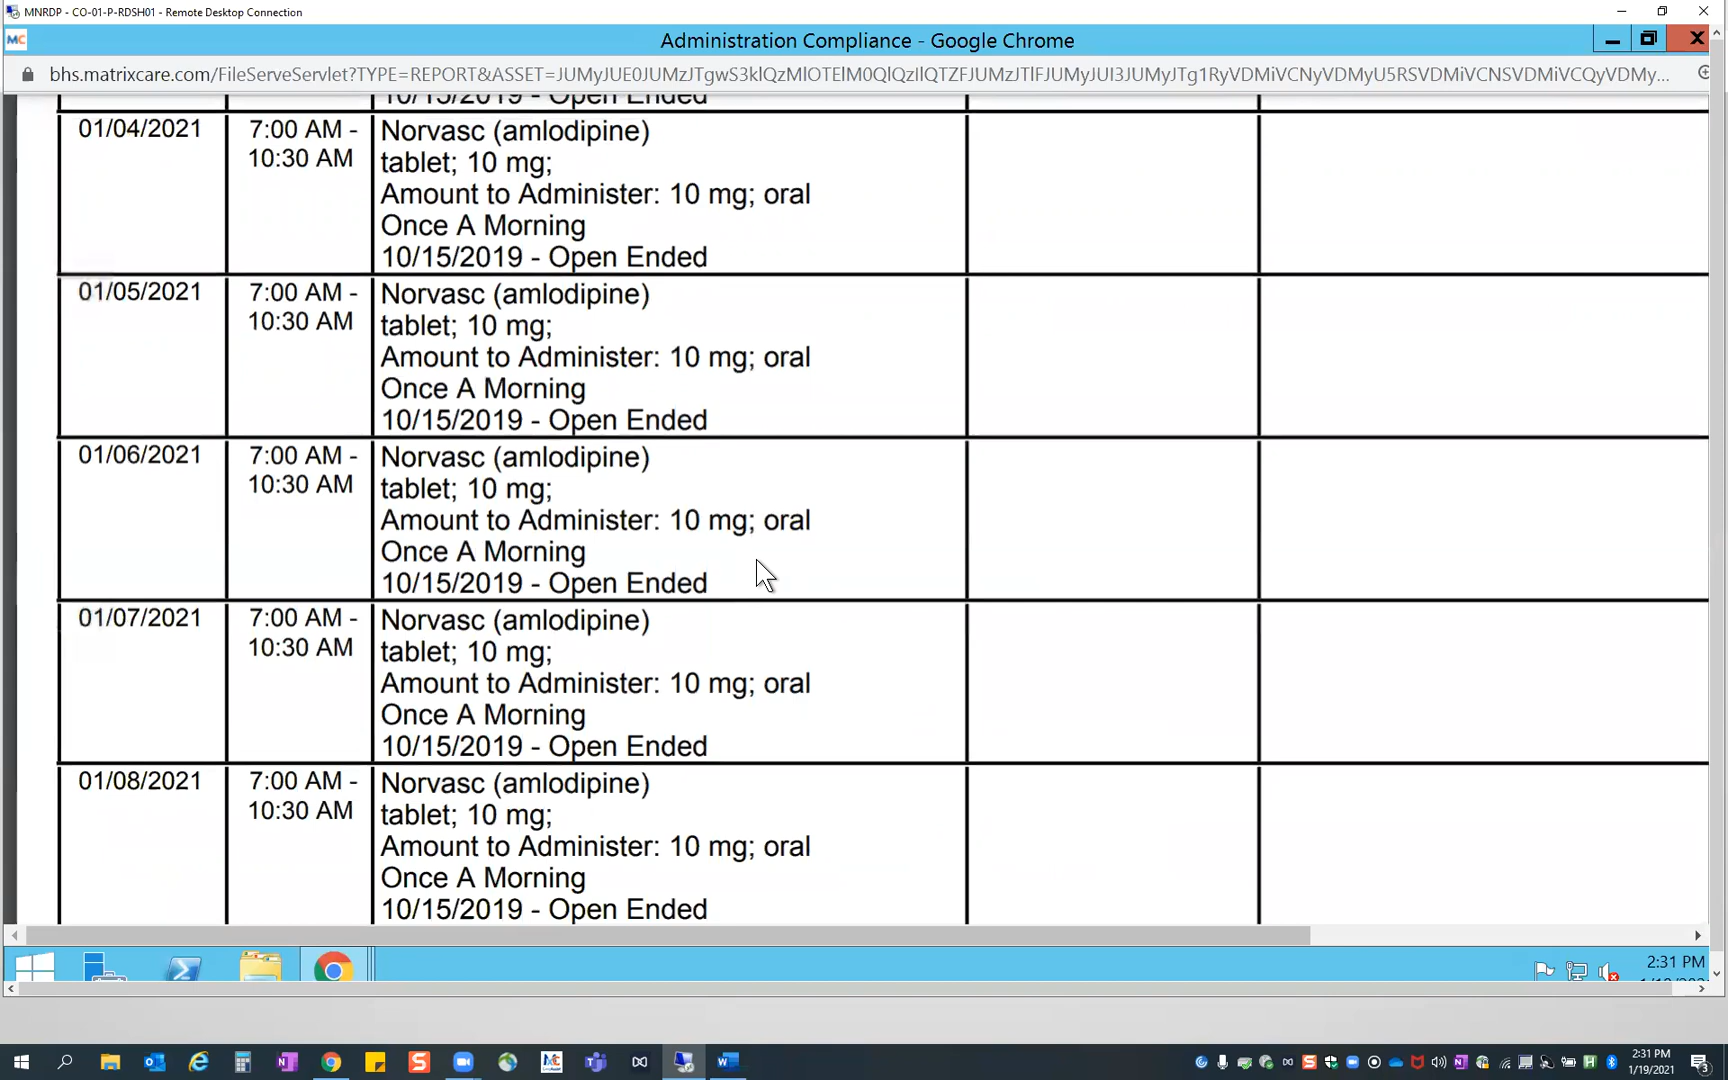 MNRDP - CO-01-P-RDSH01 - Remote Desktop Connection
MC
Administration Compliance - Google Chrome
bhs.matrixcare.com/FileServeServlet?TYPE=REPORT&ASSET=
10/15/2019 - Open Ended
01/04/2021
7:00 AM -
10:30 AM
Norvasc (amlodipine)
tablet; 10 mg;
Amount to Administer: 10 mg; oral
Once A Morning
10/15/2019 - Open Ended
01/05/2021
7:00 AM -
10:30 AM
Norvasc (amlodipine)
tablet; 10 mg;
Amount to Administer: 10 mg; oral
Once A Morning
10/15/2019 - Open Ended
01/06/2021
7:00 AM -
10:30 AM
Norvasc (amlodipine)
tablet; 10 mg;
Amount to Administer: 10 mg; oral
Once A Morning
10/15/2019 - Open Ended
01/07/2021
7:00 AM -
10:30 AM
Norvasc (amlodipine)
tablet; 10 mg;
Amount to Administer: 10 mg; oral
Once A Morning
10/15/2019 - Open Ended
01/08/2021
7:00 AM -
10:30 AM
Norvasc (amlodipine)
tablet; 10 mg;
Amount to Administer: 10 mg; oral
Once A Morning
10/15/2019 - Open Ended
2:31 PM
2:31 PM
1/19/2021